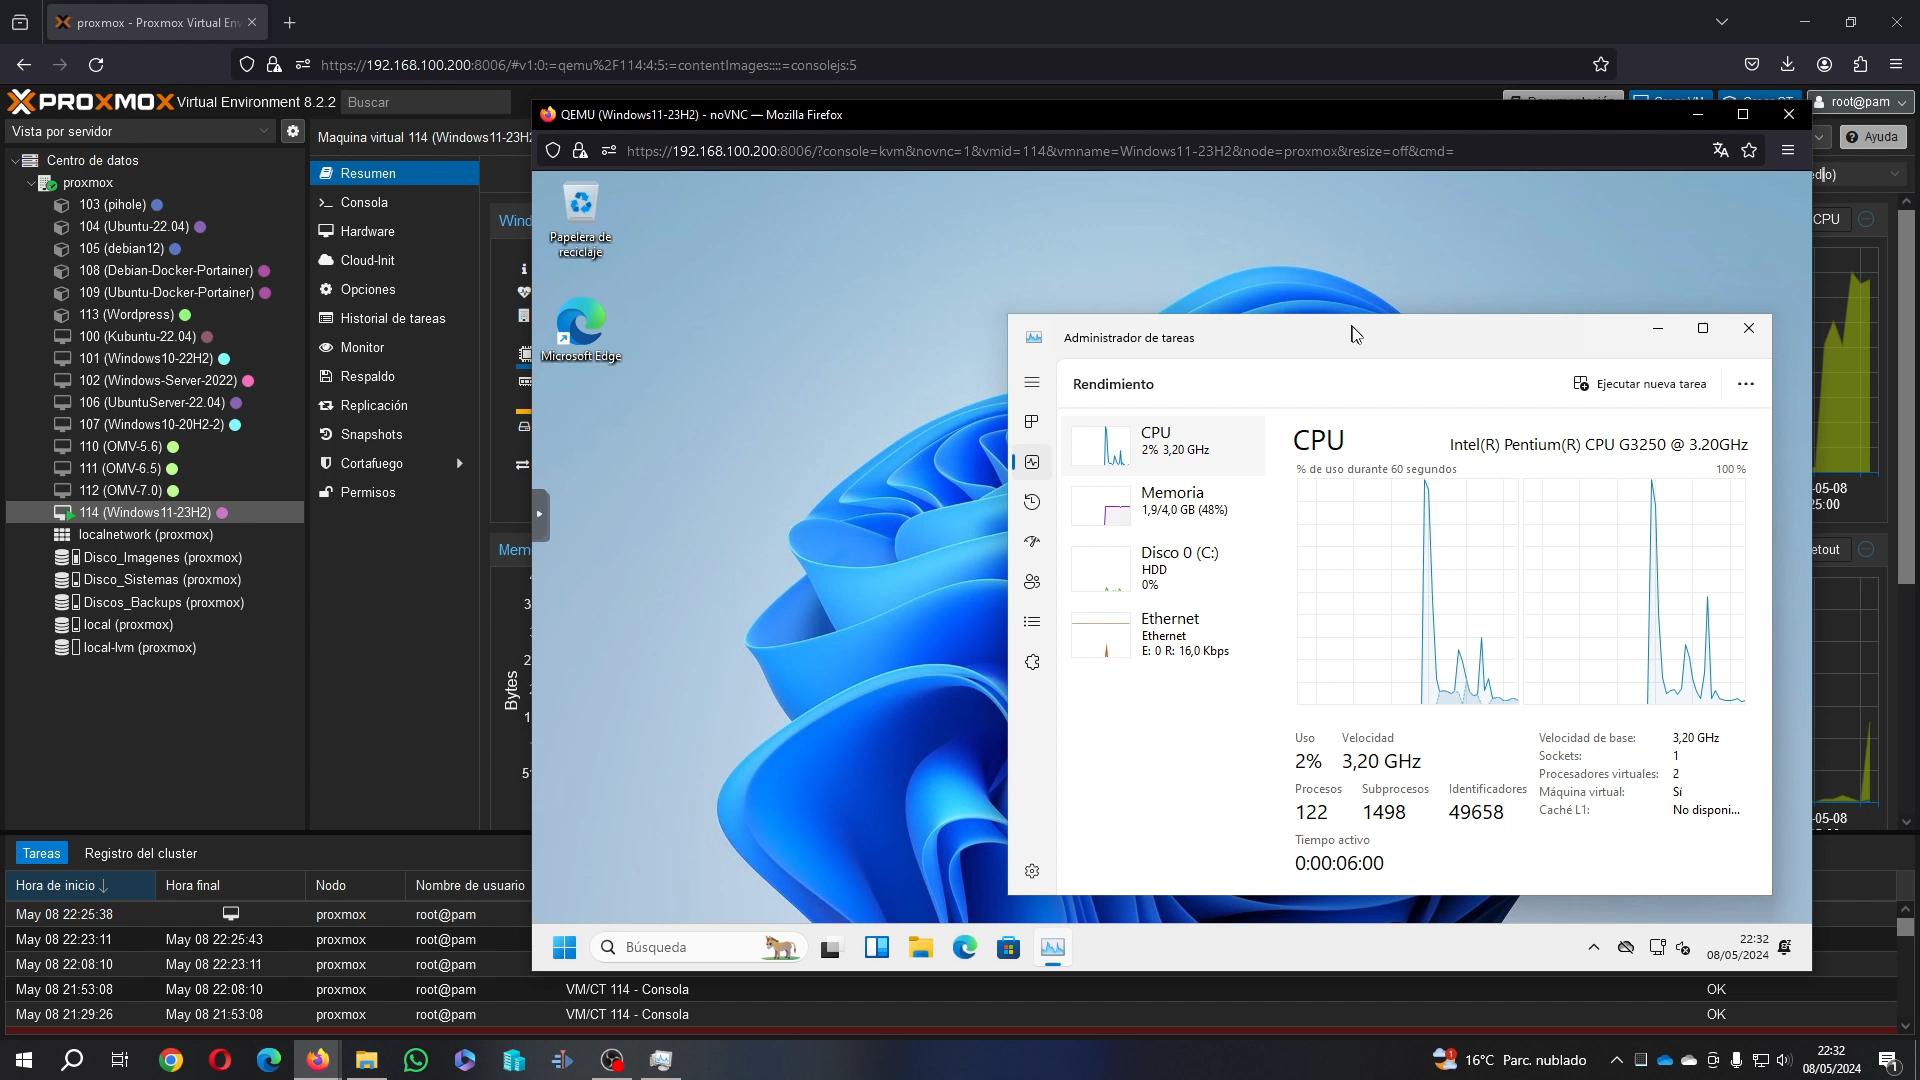 proxmox - Proxmox Virtual Env
https://192.168.100.200:8006/#v1:0:=qemu%2F114:4:5:=contentImages::::=consolejs:5
PROXMOX Virtual Environment 8.2.2
Buscar
root@pam
Vista por servidor
Maquina virtual 114 (Windows11-23H2
Ayuda
Centro de datos
proxmox
103 (pihole)
104 (Ubuntu-22.04)
105 (debian12)
108 (Debian-Docker-Portainer)
109 (Ubuntu-Docker-Portainer)
113 (Wordpress)
100 (Kubuntu-22.04)
101 (Windows10-22H2)
102 (Windows-Server-2022)
106 (UbuntuServer-22.04)
107 (Windows10-20H2-2)
110 (OMV-5.6)
111 (OMV-6.5)
112 (OMV-7.0)
114 (Windows11-23H2)
localnetwork (proxmox)
Disco_Imagenes (proxmox)
Disco_Sistemas (proxmox)
Discos_Backups (proxmox)
local (proxmox)
local-lvm (proxmox)
Resumen
Consola
Hardware
Cloud-Init
Opciones
Historial de tareas
Monitor
Respaldo
Replicación
Snapshots
Cortafuego
Permisos
Wind
Mem
Bytes
CPU
-05-08
25:00
etout
-05-08
QEMU (Windows11-23H2) - noVNC — Mozilla Firefox
https://192.168.100.200:8006/?console=kvm&novnc=1&vmid=114&vmname=Windows11-23H2&node=proxmox&resize=off&cmd=
Papelera de
reciclaje
Microsoft Edge
Administrador de tareas
Rendimiento
Ejecutar nueva tarea
CPU
2% 3,20 GHz
Memoria
1,9/4,0 GB (48%)
Disco 0 (C:)
HDD
0%
Ethernet
Ethernet
E: 0 R: 16,0 Kbps
CPU
Intel(R) Pentium(R) CPU G3250 @ 3.20GHz
% de uso durante 60 segundos
100 %
Uso
2%
Velocidad
3,20 GHz
Procesos
122
Subprocesos
1498
Identificadores
49658
Tiempo activo
0:00:06:00
Velocidad de base: 3,20 GHz
Sockets: 1
Procesadores virtuales: 2
Máquina virtual: Sí
Caché L1: No disponi...
Búsqueda
22:32
08/05/2024
Tareas
Registro del cluster
Hora de inicio Hora final Nodo Nombre de usuario
May 08 22:25:38 proxmox root@pam
May 08 22:23:11 May 08 22:25:43 proxmox root@pam
May 08 22:08:10 May 08 22:23:11 proxmox root@pam
May 08 21:53:08 May 08 22:08:10 proxmox root@pam VM/CT 114 - Consola OK
May 08 21:29:26 May 08 21:53:08 proxmox root@pam VM/CT 114 - Consola OK
16°C Parc. nublado
22:32
08/05/2024